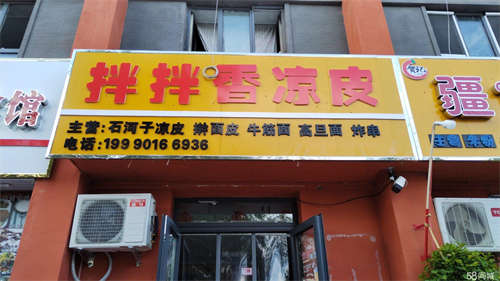 拌拌香凉皮
主营:石河子凉皮 擀面皮 牛筋面 高旦面 炸串
电话:199 9016 6936
馆
疆
58同城